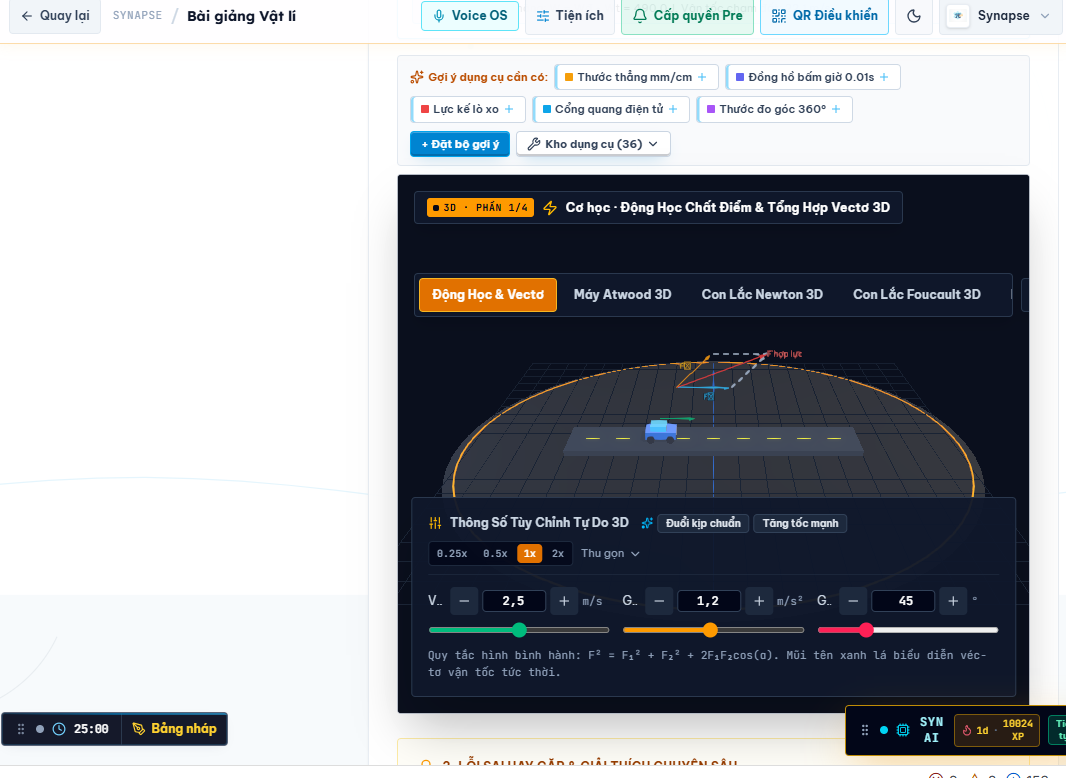 Quay lại
SYNAPSE / Bài giảng Vật lí
Voice OS
Tiện ích
Cấp quyền Pre
QR Điều khiển
Synapse
Gợi ý dụng cụ cần có:
Thước thẳng mm/cm +
Đồng hồ bấm giờ 0.01s +
Lực kế lò xo +
Cổng quang điện tử +
Thước đo góc 360° +
+ Đặt bộ gợi ý
Kho dụng cụ (36)
3D · PHẦN 1/4
Cơ học · Động Học Chất Điểm & Tổng Hợp Vectơ 3D
Động Học & Vectơ
Máy Atwood 3D
Con Lắc Newton 3D
Con Lắc Foucault 3D
F hợp lực
Thông Số Tùy Chỉnh Tự Do 3D
Đuổi kịp chuẩn
Tăng tốc mạnh
0.25x 0.5x 1x 2x
Thu gọn
V.. − 2,5 + m/s
G.. − 1,2 + m/s²
G.. − 45 + °
Quy tắc hình bình hành: F² = F₁² + F₂² + 2F₁F₂cos(α). Mũi tên xanh lá biểu diễn véc-
tơ vận tốc tức thời.
25:00
Bảng nháp
SYN
AI
1d ·
10024
XP